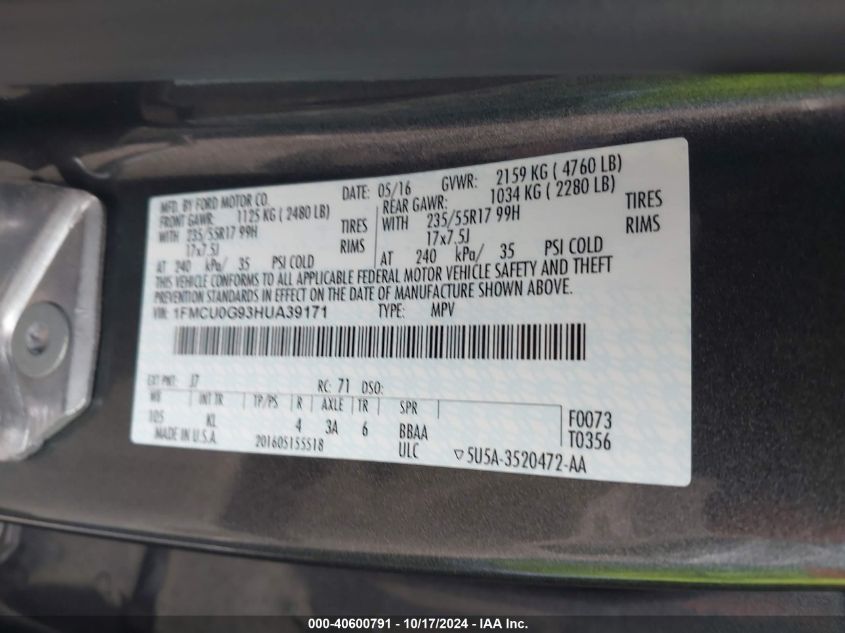 MFD. BY FORD MOTOR CO. DATE: 05/16 GVWR: 2159 KG ( 4760 LB)
FRONT GAWR: 1125 KG ( 2480 LB) REAR GAWR: 1034 KG ( 2280 LB)
WITH 235/55R17 99H TIRES WITH 235/55R17 99H TIRES
17x7.5J RIMS 17x7.5J RIMS
AT 240 kPa/ 35 PSI COLD AT 240 kPa/ 35 PSI COLD
THIS VEHICLE CONFORMS TO ALL APPLICABLE FEDERAL MOTOR VEHICLE SAFETY AND THEFT
PREVENTION STANDARDS IN EFFECT ON THE DATE OF MANUFACTURE SHOWN ABOVE.
VIN: 1FMCU0G93HUA39171 TYPE: MPV
EXT PNT: J7 RC: 71 DSO:
WB INT TR TP/PS R AXLE TR SPR
105 KL 4 3A 6 BBAA F0073
MADE IN U.S.A. 201605155518 ULC T0356
▽5U5A-3520472-AA
000-40600791 - 10/17/2024 - IAA Inc.